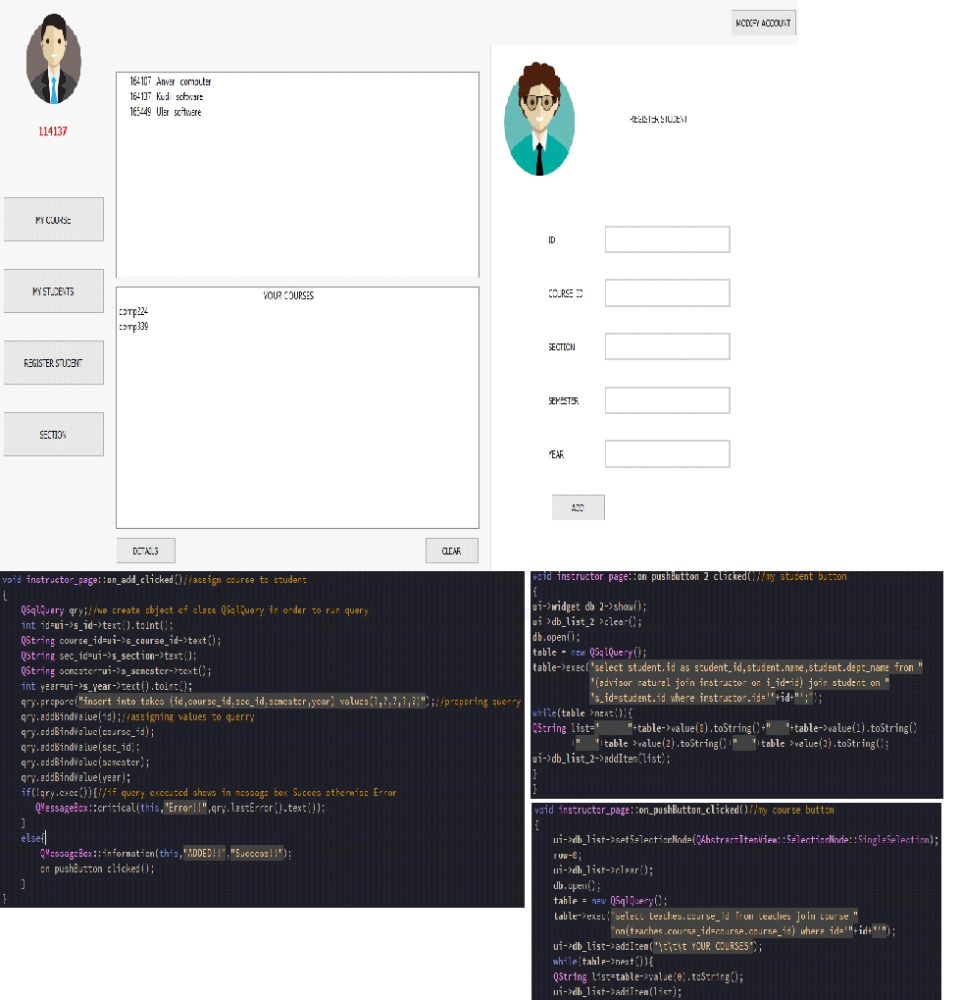 MODIFY ACCOUNT
114137
MY COURSE
MY STUDENTS
REGISTER STUDENT
SECTION
164107 Anvar computer
164137 Kudi software
165449 Ular software
YOUR COURSES
comp224
comp339
DETAILS
CLEAR
REGISTER STUDENT
ID
COURSE ID
SECTION
SEMESTER
YEAR
ADD
void instructor_page::on_add_clicked()//assign course to student
{
QSqlQuery qry;//we create object of class QSqlQuery in order to run query
int id=ui->s_id->text().toInt();
QString course_id=ui->s_course_id->text();
QString sec_id=ui->s_section->text();
QString semester=ui->s_semester->text();
int year=ui->s_year->text().toInt();
qry.prepare("insert into takes (id,course_id,sec_id,semester,year) values(?,?,?,?,?)");//preparing querry
qry.addBindValue(id);//assigning values to querry
qry.addBindValue(course_id);
qry.addBindValue(sec_id);
qry.addBindValue(semester);
qry.addBindValue(year);
if(!qry.exec()){//if query executed shows in message box Succes otherwise Error
QMessageBox::critical(this,"Error!!",qry.lastError().text());
}
else{
QMessageBox::information(this,"ADDED!!","Success!!");
on_pushButton_clicked();
}
}
void instructor_page::on_pushButton_2_clicked()//my student button
{
ui->widget_db_2->show();
ui->db_list_2->clear();
db.open();
table = new QSqlQuery();
table->exec("select student.id as student_id,student.name,student.dept_name from "
"(advisor natural join instructor on i_id=id) join student on "
"s_id=student.id where instructor.id='"+id+"';");
while(table->next()){
QString list="     "+table->value(0).toString()+"   "+table->value(1).toString()
+"   "+table->value(2).toString()+"   "+table->value(3).toString();
ui->db_list_2->addItem(list);
}
}
void instructor_page::on_pushButton_clicked()//my course button
{
ui->db_list->setSelectionMode(QAbstractItemView::SelectionMode::SingleSelection);
row=0;
ui->db_list->clear();
db.open();
table = new QSqlQuery();
table->exec("select teaches.course_id from teaches join course "
"on(teaches.course_id=course.course_id) where id='"+id+"'");
ui->db_list->addItem("\t\t\t YOUR COURSES");
while(table->next()){
QString list=table->value(0).toString();
ui->db_list->addItem(list);